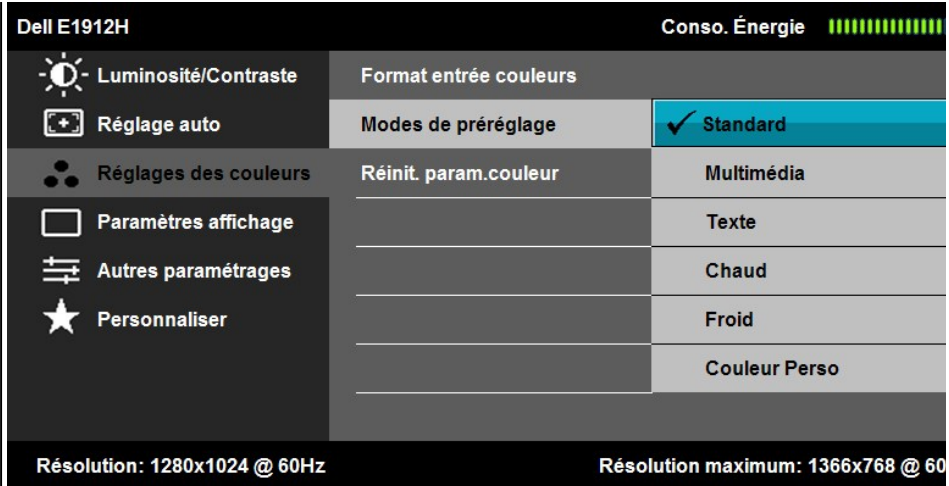 Dell E1912H Conso. Énergie
Luminosité/Contraste Format entrée couleurs
Réglage auto Modes de préréglage Standard
Réglages des couleurs Réinit. param.couleur Multimédia
Paramètres affichage Texte
Autres paramétrages Chaud
Personnaliser Froid
Couleur Perso
Résolution: 1280x1024 @ 60Hz Résolution maximum: 1366x768 @ 60